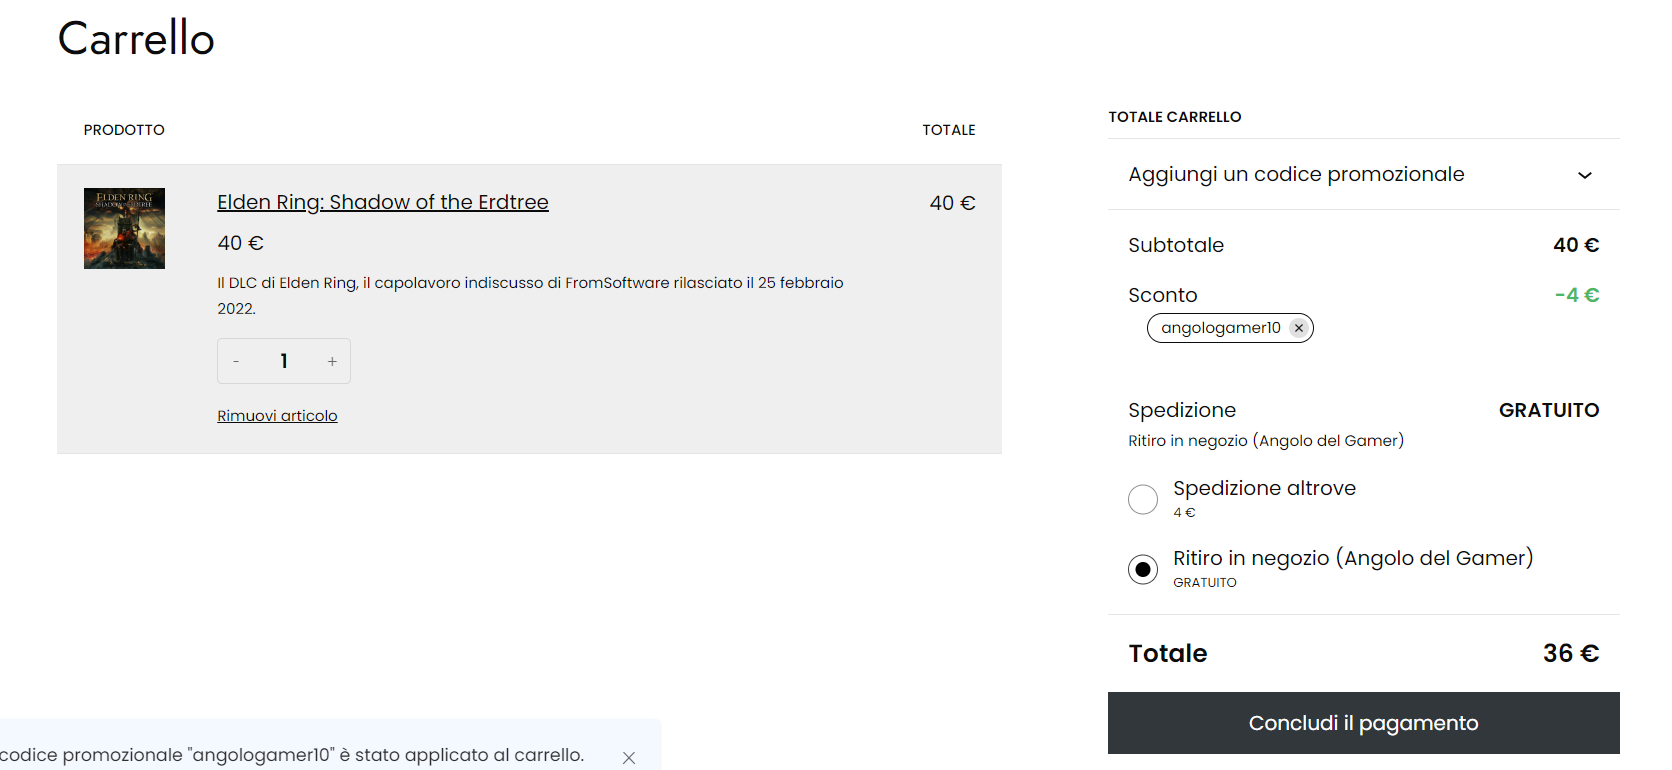 Carrello
PRODOTTO
TOTALE
ELDEN RING
SHADOW OF THE ERDTREE
Elden Ring: Shadow of the Erdtree
40 €
40 €
Il DLC di Elden Ring, il capolavoro indiscusso di FromSoftware rilasciato il 25 febbraio
2022.
- 1 +
Rimuovi articolo
TOTALE CARRELLO
Aggiungi un codice promozionale
Subtotale 40 €
Sconto -4 €
angologamer10
Spedizione GRATUITO
Ritiro in negozio (Angolo del Gamer)
Spedizione altrove
4 €
Ritiro in negozio (Angolo del Gamer)
GRATUITO
Totale 36 €
Concludi il pagamento
codice promozionale "angologamer10" è stato applicato al carrello.